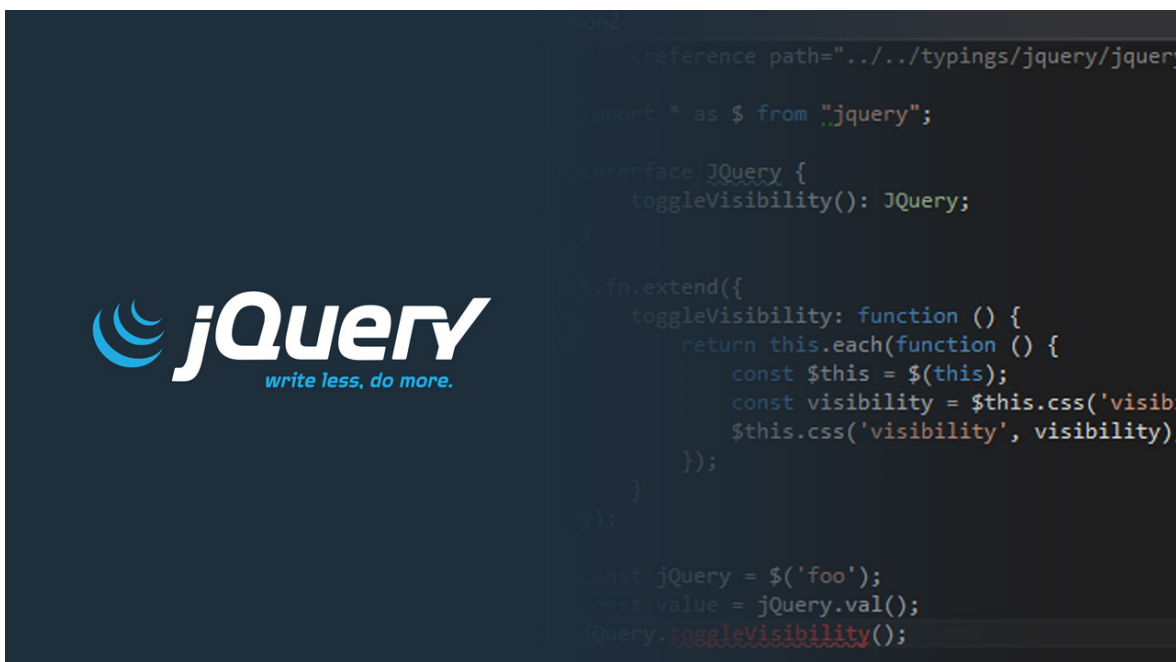 jQuery
write less, do more.
/// <reference path="../../typings/jquery/jquery
import * as $ from "jquery";
interface JQuery {
toggleVisibility(): JQuery;
}
$.fn.extend({
toggleVisibility: function () {
return this.each(function () {
const $this = $(this);
const visibility = $this.css('visib
$this.css('visibility', visibility)
});
}
});
const jQuery = $('foo');
const value = jQuery.val();
jQuery.toggleVisibility();